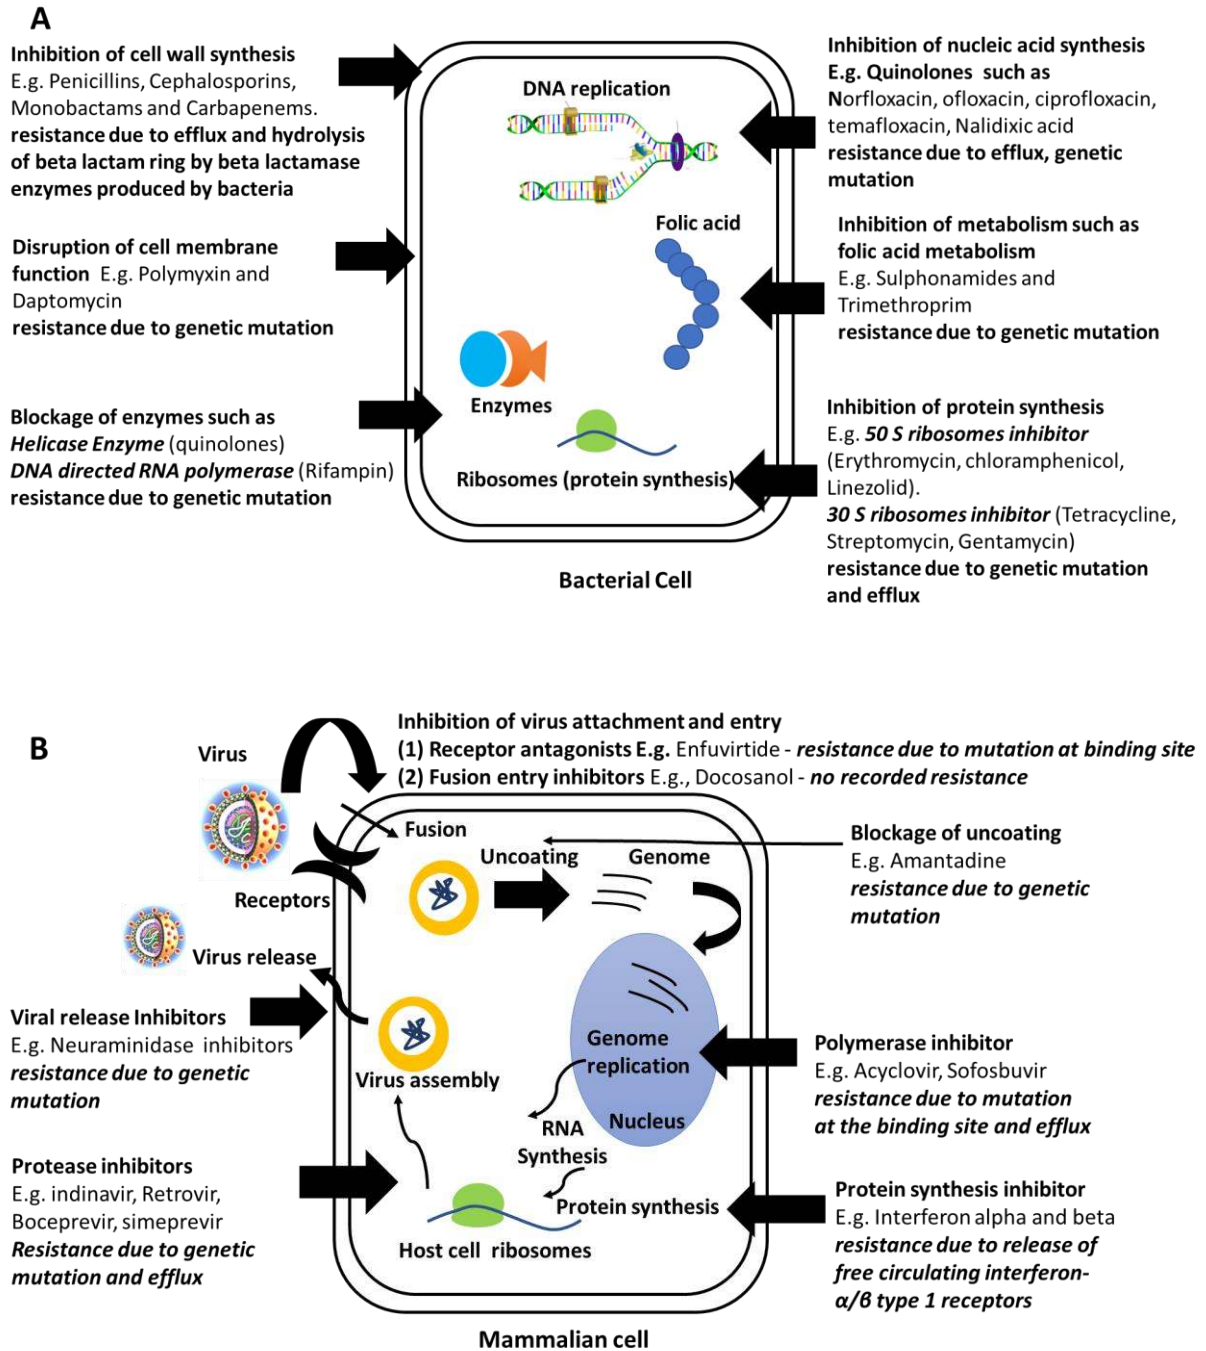 A
Inhibition of cell wall synthesis
E.g. Penicillins, Cephalosporins,
Monobactams and Carbapenems.
resistance due to efflux and hydrolysis
of beta lactam ring by beta lactamase
enzymes produced by bacteria
Disruption of cell membrane
function E.g. Polymyxin and
Daptomycin
resistance due to genetic mutation
Blockage of enzymes such as
Helicase Enzyme (quinolones)
DNA directed RNA polymerase (Rifampin)
resistance due to genetic mutation
DNA replication
Folic acid
Enzymes
Ribosomes (protein synthesis)
Bacterial Cell
Inhibition of nucleic acid synthesis
E.g. Quinolones such as
Norfloxacin, ofloxacin, ciprofloxacin,
temafloxacin, Nalidixic acid
resistance due to efflux, genetic
mutation
Inhibition of metabolism such as
folic acid metabolism
E.g. Sulphonamides and
Trimethroprim
resistance due to genetic mutation
Inhibition of protein synthesis
E.g. 50 S ribosomes inhibitor
(Erythromycin, chloramphenicol,
Linezolid).
30 S ribosomes inhibitor (Tetracycline,
Streptomycin, Gentamycin)
resistance due to genetic mutation
and efflux
B
Inhibition of virus attachment and entry
(1) Receptor antagonists E.g. Enfuvirtide - resistance due to mutation at binding site
(2) Fusion entry inhibitors E.g., Docosanol - no recorded resistance
Virus
Receptors
Fusion
Uncoating
Genome
Blockage of uncoating
E.g. Amantadine
resistance due to genetic
mutation
Virus release
Viral release Inhibitors
E.g. Neuraminidase inhibitors
resistance due to genetic
mutation
Virus assembly
Genome
replication
Nucleus
RNA
Synthesis
Protein synthesis
Host cell ribosomes
Polymerase inhibitor
E.g. Acyclovir, Sofosbuvir
resistance due to mutation
at the binding site and efflux
Protease inhibitors
E.g. indinavir, Retrovir,
Boceprevir, simeprevir
Resistance due to genetic
mutation and efflux
Protein synthesis inhibitor
E.g. Interferon alpha and beta
resistance due to release of
free circulating interferon-
α/β type 1 receptors
Mammalian cell